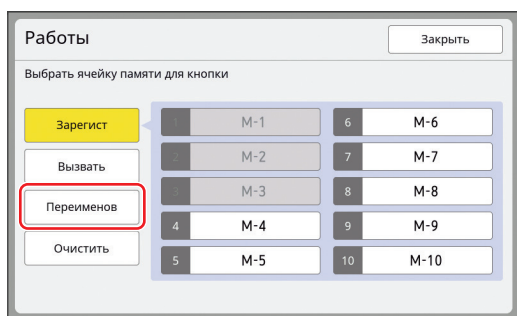 Работы
Закрыть
Выбрать ячейку памяти для кнопки
Зарегист
Вызвать
Переименов
Очистить
1 M-1
2 M-2
3 M-3
4 M-4
5 M-5
6 M-6
7 M-7
8 M-8
9 M-9
10 M-10